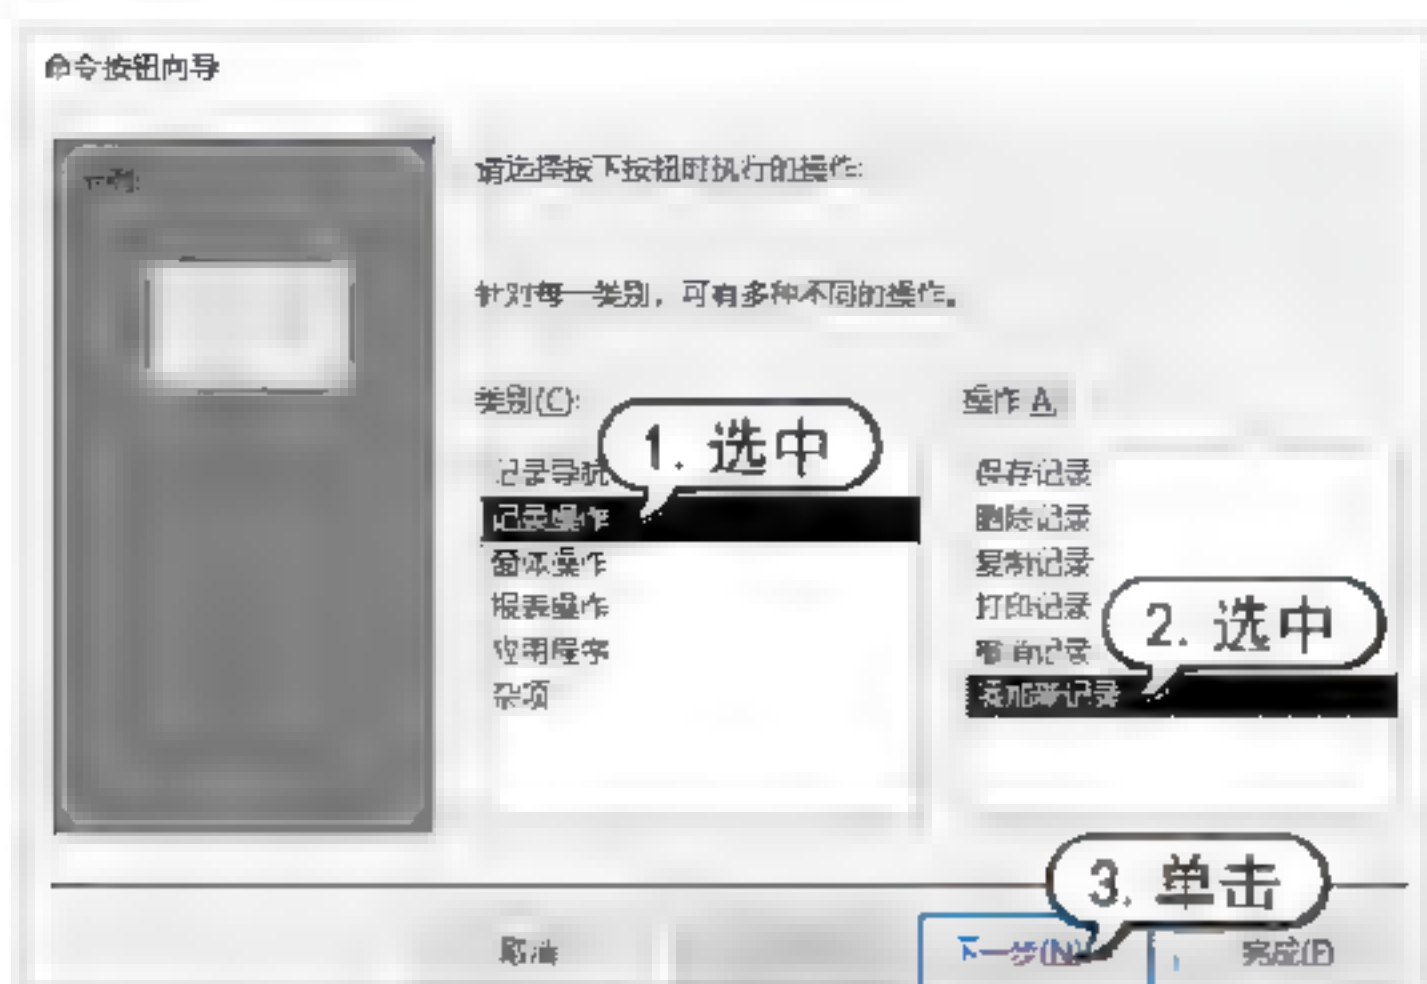 命令按钮向导
示例:
请选择按下按钮时执行的操作:
针对每一类别，可有多种不同的操作。
类别(C):
操作(A)
1. 选中
记录导航
记录操作
窗体操作
报表操作
应用程序
杂项
保存记录
删除记录
复制记录
打印记录
撤消记录
添加新记录
2. 选中
3. 单击
取消
下一步(N)
完成(F)